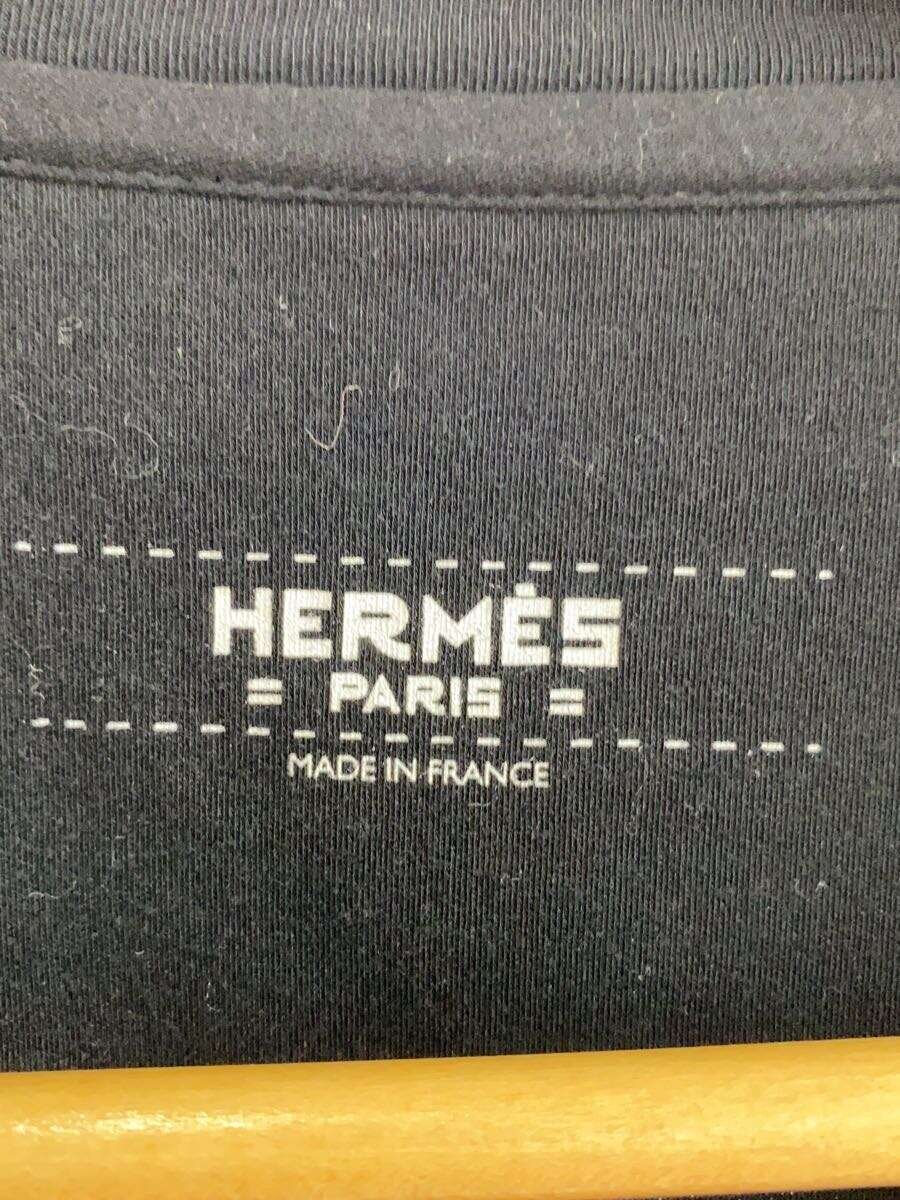 HERMÈS
= PARIS =
MADE IN FRANCE